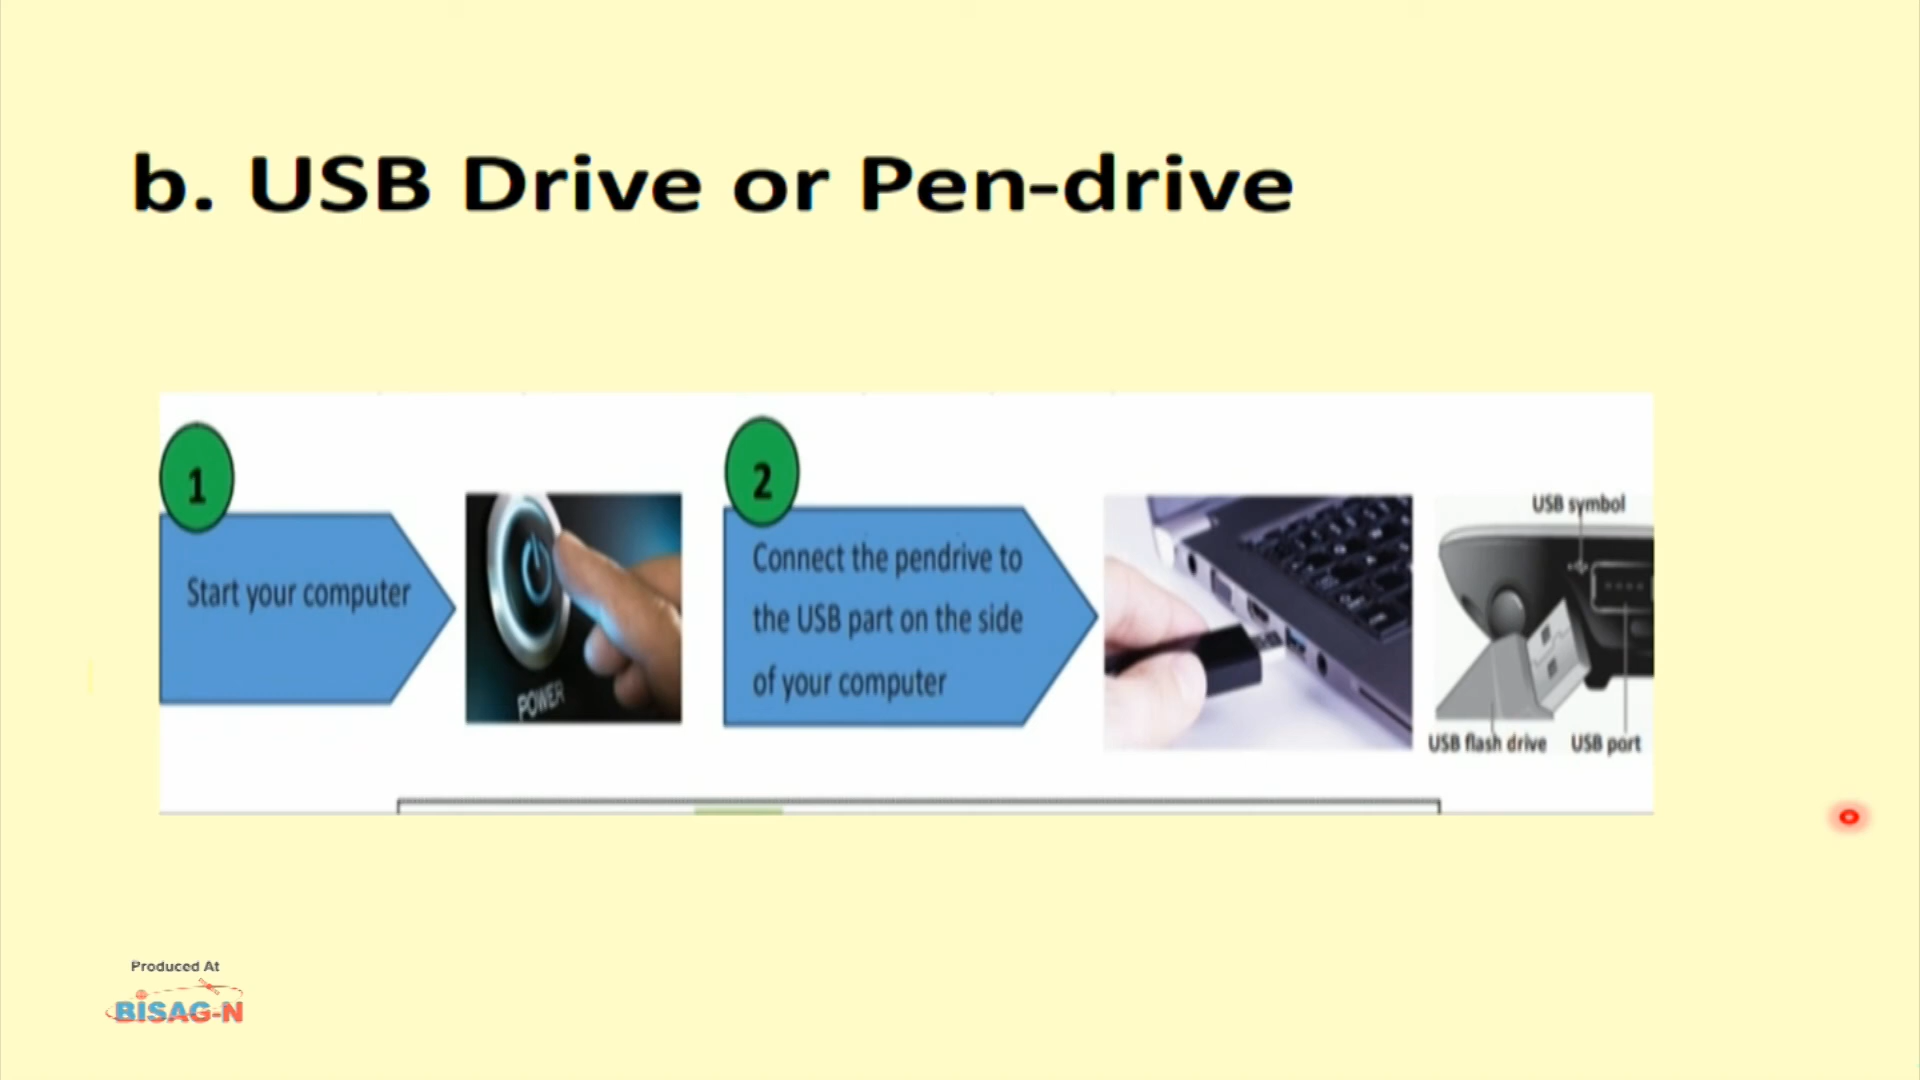 b. USB Drive or Pen-drive
1
Start your computer
POWER
2
Connect the pendrive to
the USB part on the side
of your computer
USB symbol
USB flash drive
USB port
Produced At
BISAG-N